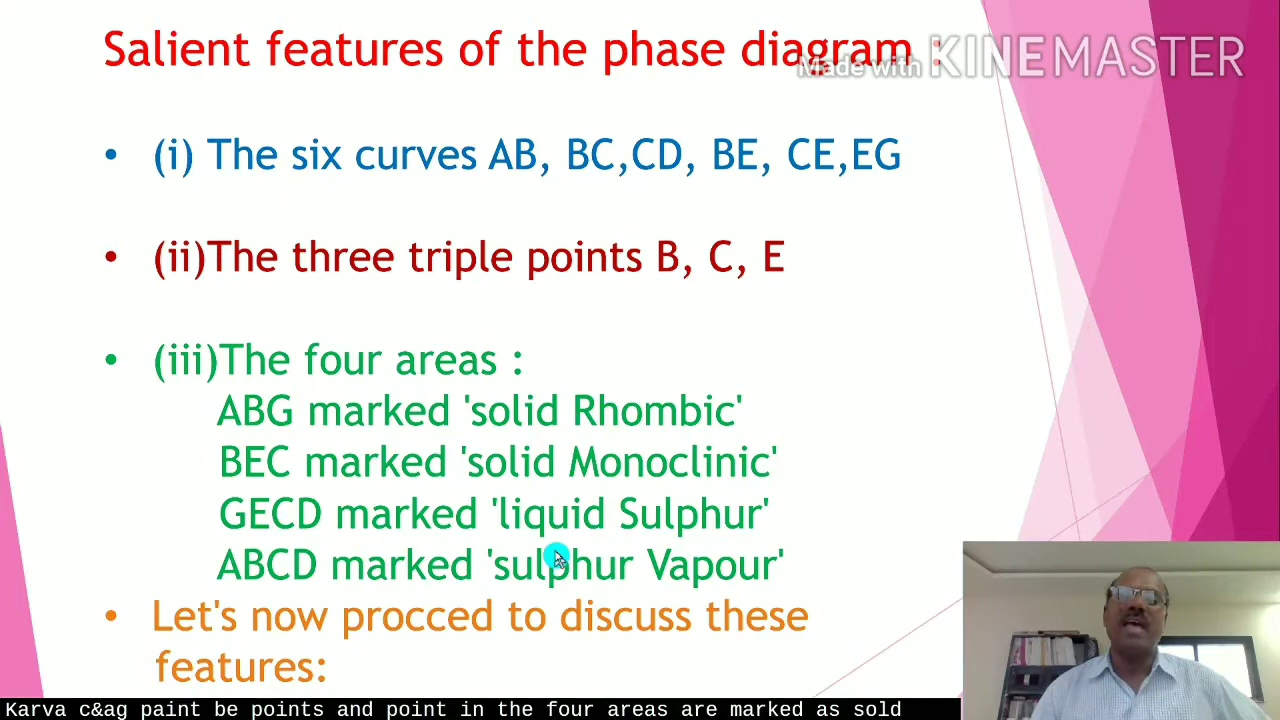 Salient features of the phase diagram :
Made with KINEMASTER
• (i) The six curves AB, BC,CD, BE, CE,EG
• (ii)The three triple points B, C, E
• (iii)The four areas :
ABG marked 'solid Rhombic'
BEC marked 'solid Monoclinic'
GECD marked 'liquid Sulphur'
ABCD marked 'sulphur Vapour'
• Let's now procced to discuss these
features:
Karva c&ag paint be points and point in the four areas are marked as sold